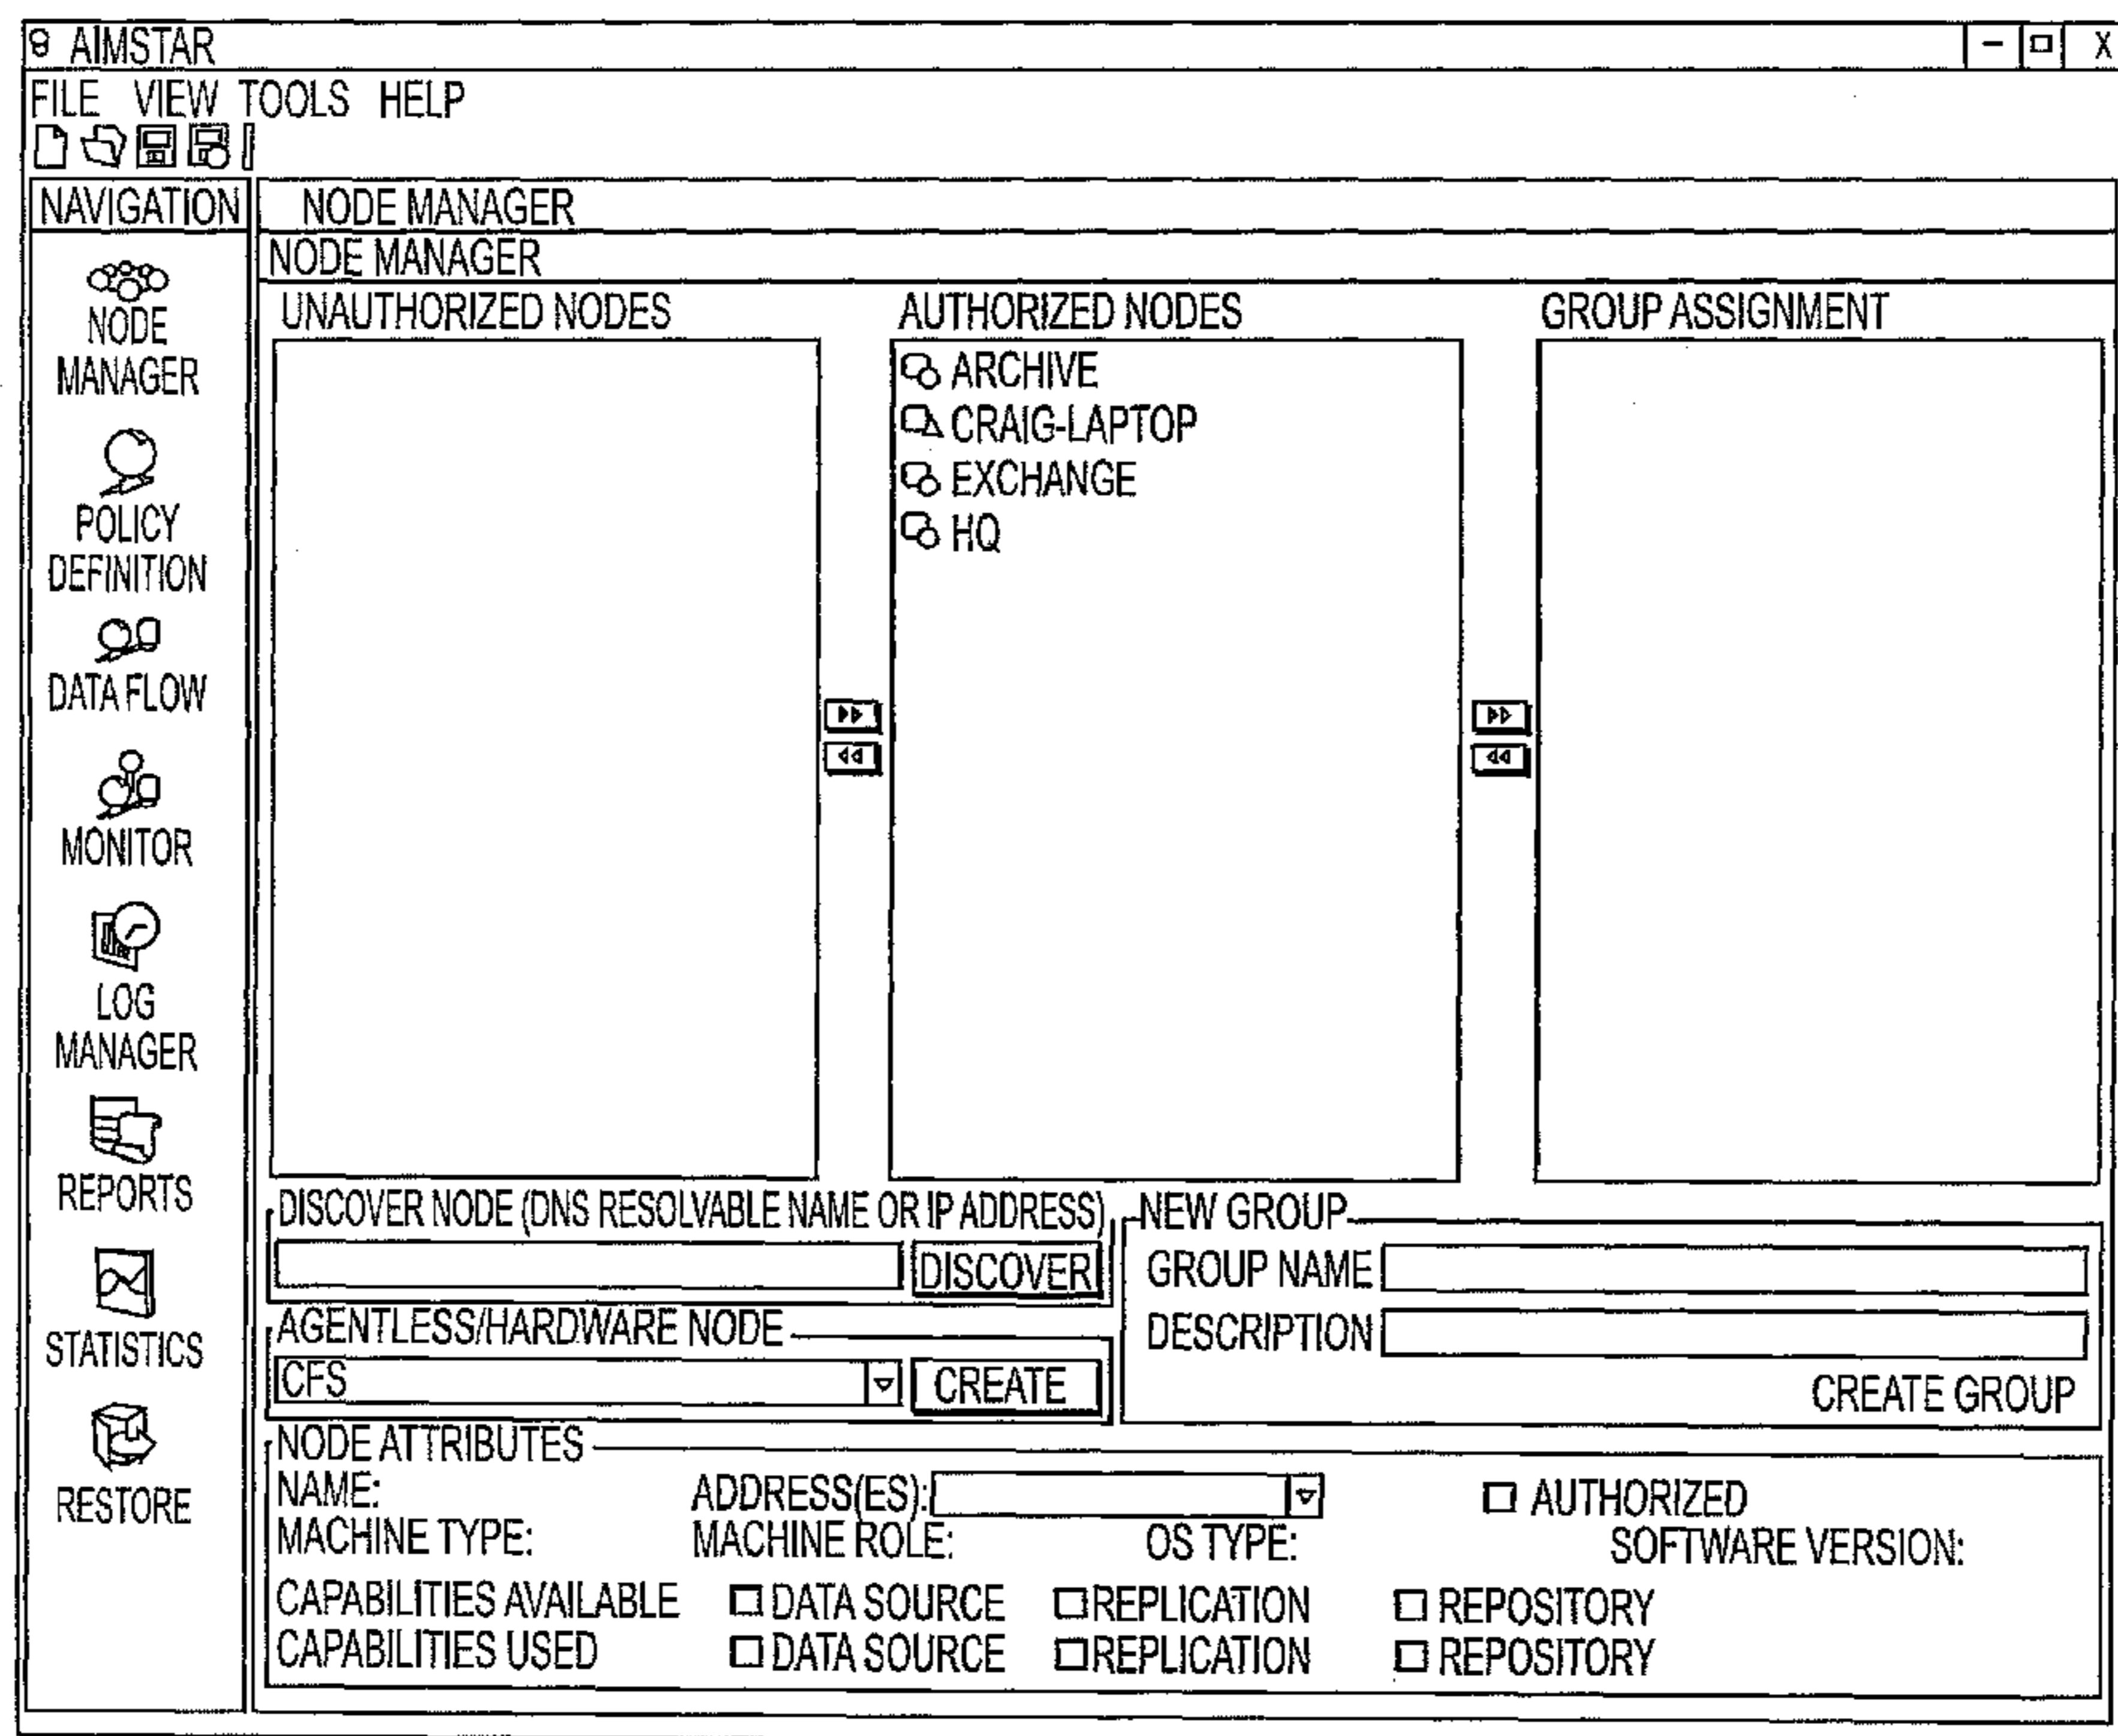 AIMSTAR
X
FILE VIEW TOOLS HELP
NAVIGATION
NODE
MANAGER
POLICY
DEFINITION
DATA FLOW
MONITOR
LOG
MANAGER
REPORTS
STATISTICS
RESTORE
NODE MANAGER
NODE MANAGER
UNAUTHORIZED NODES
AUTHORIZED NODES
GROUP ASSIGNMENT
ARCHIVE
CRAIG-LAPTOP
EXCHANGE
HQ
DISCOVER NODE (DNS RESOLVABLE NAME OR IP ADDRESS)
DISCOVER
AGENTLESS/HARDWARE NODE
CFS
CREATE
NEW GROUP
GROUP NAME
DESCRIPTION
CREATE GROUP
NODE ATTRIBUTES
NAME: ADDRESS(ES): AUTHORIZED
MACHINE TYPE: MACHINE ROLE: OS TYPE: SOFTWARE VERSION:
CAPABILITIES AVAILABLE DATA SOURCE REPLICATION REPOSITORY
CAPABILITIES USED DATA SOURCE REPLICATION REPOSITORY